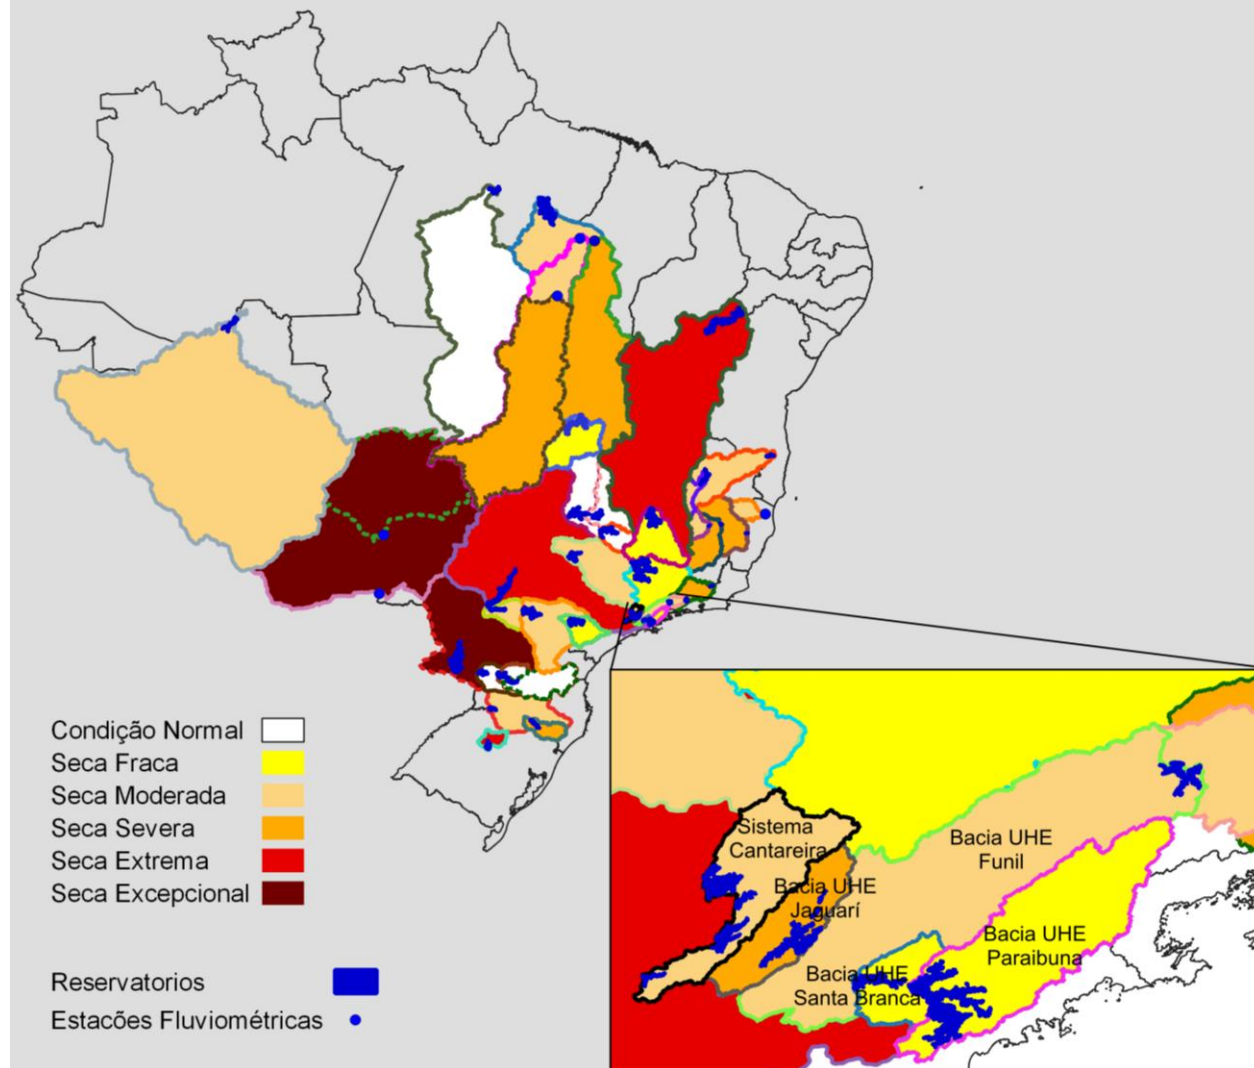 Condição Normal
Seca Fraca
Seca Moderada
Seca Severa
Seca Extrema
Seca Excepcional
Reservatorios
Estacões Fluviométricas
Sistema
Cantareira
Bacia UHE
Jaguarí
Bacia UHE
Funil
Bacia UHE
Paraibuna
Bacia UHE
Santa Branca